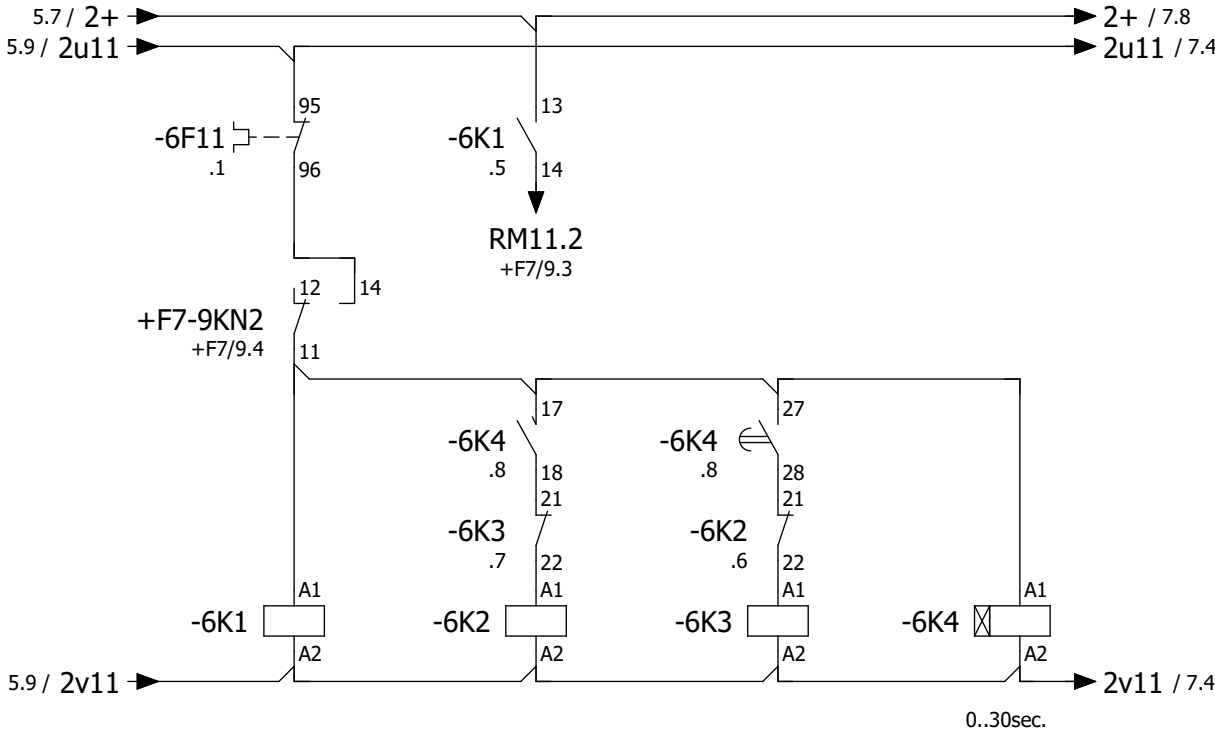 5.7 / 2+
2+ / 7.8
5.9 / 2u11
2u11 / 7.4
95
13
-6F11
-6K1
.1
96
.5
14
RM11.2
+F7/9.3
12
14
+F7-9KN2
+F7/9.4
11
17
27
-6K4
-6K4
.8
18
.8
28
21
21
-6K3
-6K2
.7
22
.6
22
A1
A1
A1
A1
-6K1
-6K2
-6K3
-6K4
A2
A2
A2
A2
5.9 / 2v11
2v11 / 7.4
0..30sec.